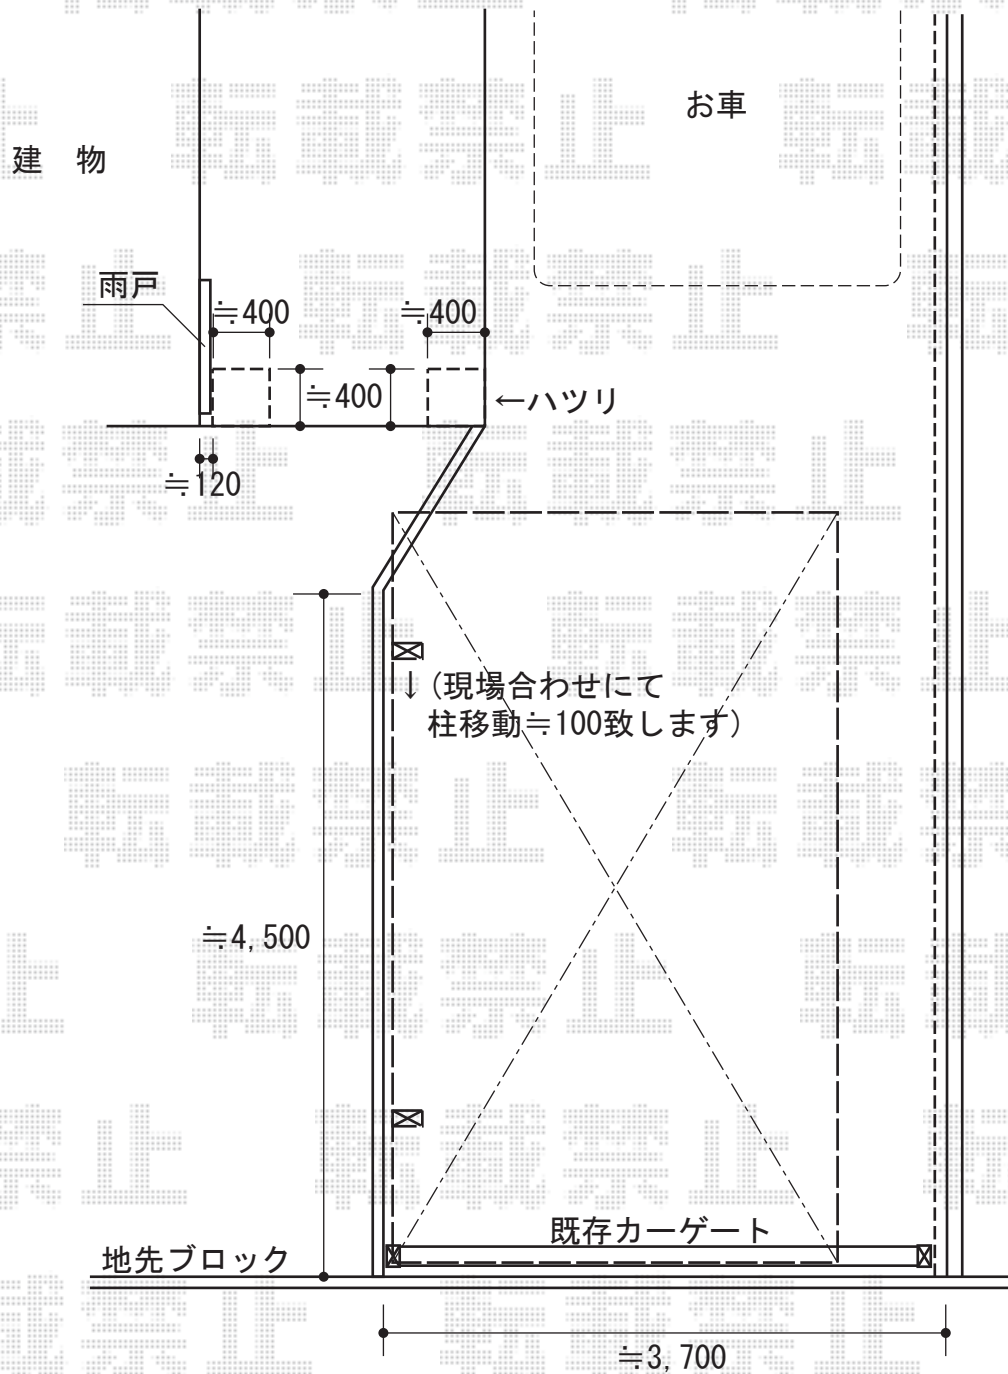 お車
建　物
雨戸
≒400
≒400
≒400
←ハツリ
≒120
↓(現場合わせにて
柱移動≒100致します)
≒4,500
既存カーゲート
地先ブロック
≒3,700
転載禁止